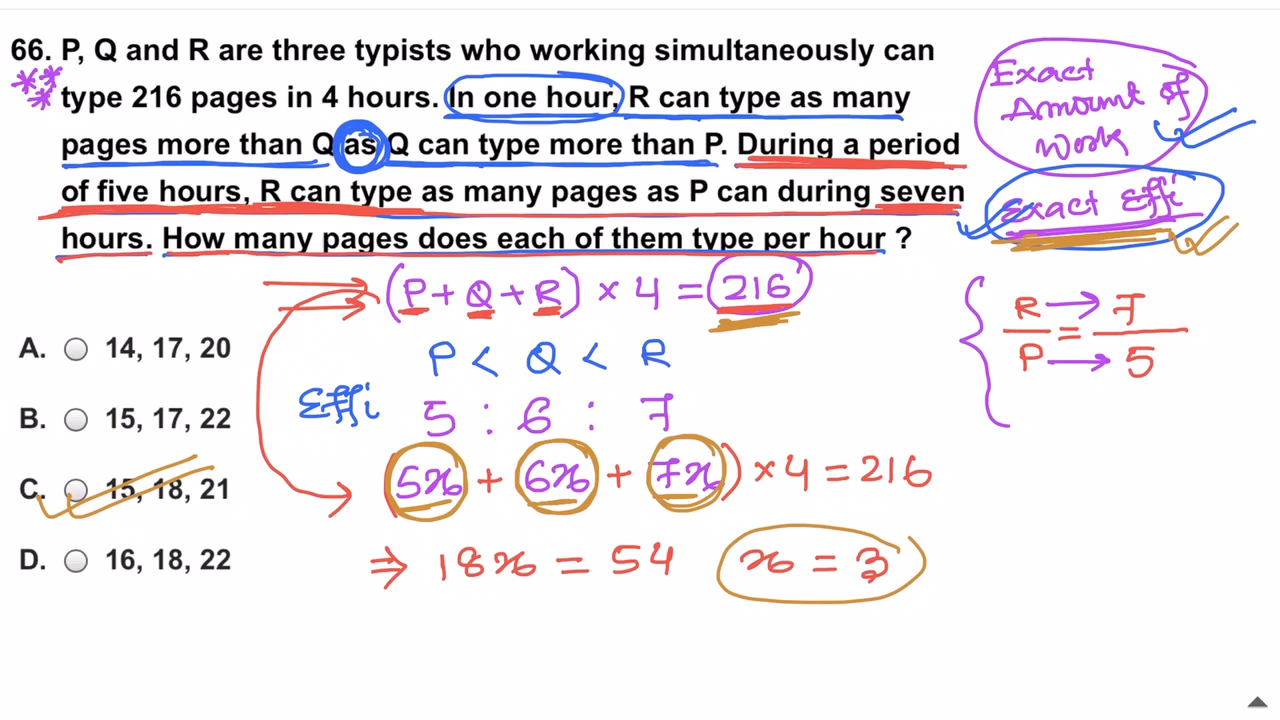 66. P, Q and R are three typists who working simultaneously can
type 216 pages in 4 hours. In one hour, R can type as many
pages more than Q as Q can type more than P. During a period
of five hours, R can type as many pages as P can during seven
hours. How many pages does each of them type per hour ?
Exact
Amount of
Work
Exact Effi
(P + Q + R) × 4 = 216
P < Q < R
Effi 5 : 6 : 7
(5x + 6x + 7x) × 4 = 216
⇒ 18x = 54 x = 3
R → 7
= 
P → 5
A. 14, 17, 20
B. 15, 17, 22
C. 15, 18, 21
D. 16, 18, 22